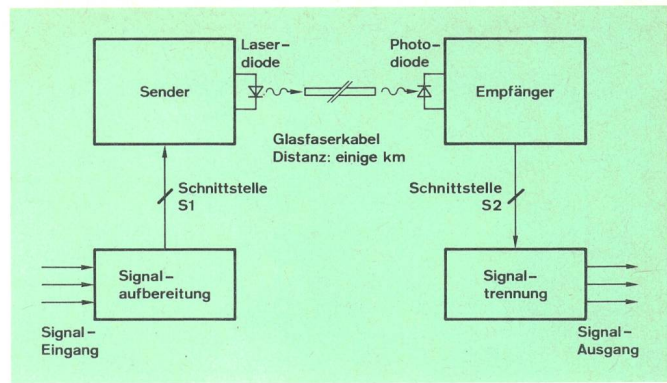 Laser-
diode
Photo-
diode
Sender
Empfänger
Glasfaserkabel
Distanz: einige km
Schnittstelle
S1
Schnittstelle
S2
Signal-
aufbereitung
Signal-
trennung
Signal-
Eingang
Signal-
Ausgang